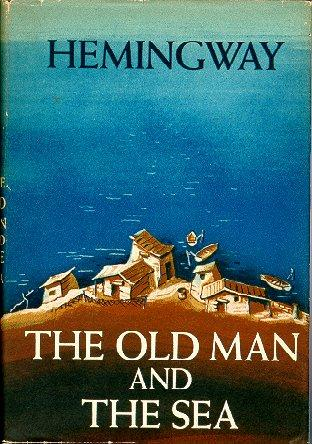 HEMINGWAY
THE OLD MAN
AND
THE SEA